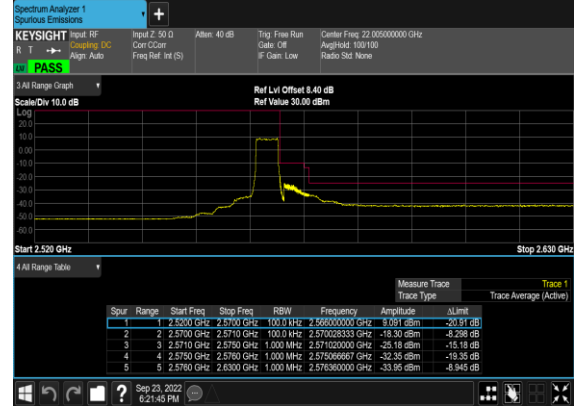 Spectrum Analyzer 1
Spurious Emissions
+
KEYSIGHT Input: RF Input Z: 50 Ω Atten: 40 dB Trig: Free Run Center Freq: 22.005000000 GHz
R T Coupling: DC Corr CCorr Gate: Off Avg|Hold: 100/100
Align: Auto Freq Ref: Int (S) IF Gain: Low Radio Std: None
LW PASS
3 All Range Graph
Ref Lvl Offset 8.40 dB
Scale/Div 10.0 dB Ref Value 30.00 dBm
Log
20.0
10.0
0.00
-10.0
-20.0
-30.0
-40.0
-50.0
-60.0
Start 2.520 GHz Stop 2.630 GHz
4 All Range Table
Measure Trace Trace 1
Trace Type Trace Average (Active)
Spur Range Start Freq Stop Freq RBW Frequency Amplitude ΔLimit
1 1 2.5200 GHz 2.5700 GHz 100.0 kHz 2.566000000 GHz 9.091 dBm -20.91 dB
2 2 2.5700 GHz 2.5710 GHz 100.0 kHz 2.570028333 GHz -18.30 dBm -8.298 dB
3 3 2.5710 GHz 2.5750 GHz 1.000 MHz 2.571020000 GHz -25.18 dBm -15.18 dB
4 4 2.5750 GHz 2.5760 GHz 1.000 MHz 2.575066667 GHz -32.35 dBm -19.35 dB
5 5 2.5760 GHz 2.6300 GHz 1.000 MHz 2.576360000 GHz -33.95 dBm -8.945 dB
? Sep 23, 2022
6:21:45 PM